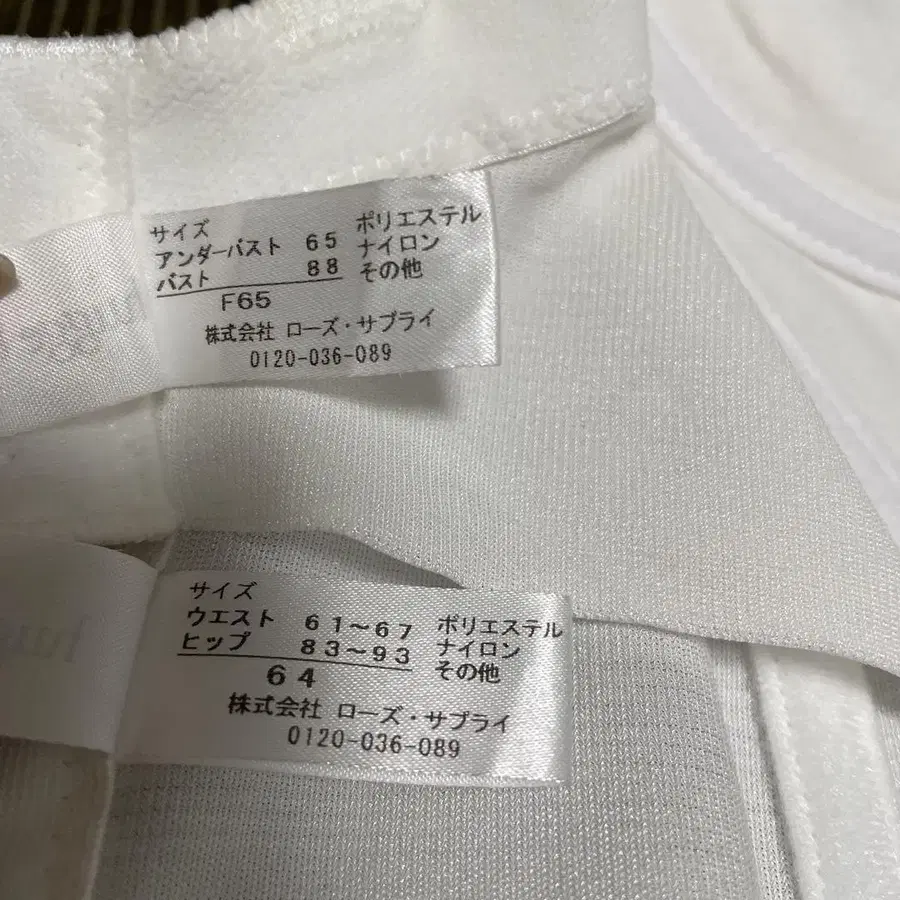 サイズ
アンダーバスト 65
バスト 88
F65
ポリエステル
ナイロン
その他
株式会社 ローズ・サプライ
0120-036-089
サイズ
ウエスト 61〜67
ヒップ 83〜93
64
ポリエステル
ナイロン
その他
株式会社 ローズ・サプライ
0120-036-089